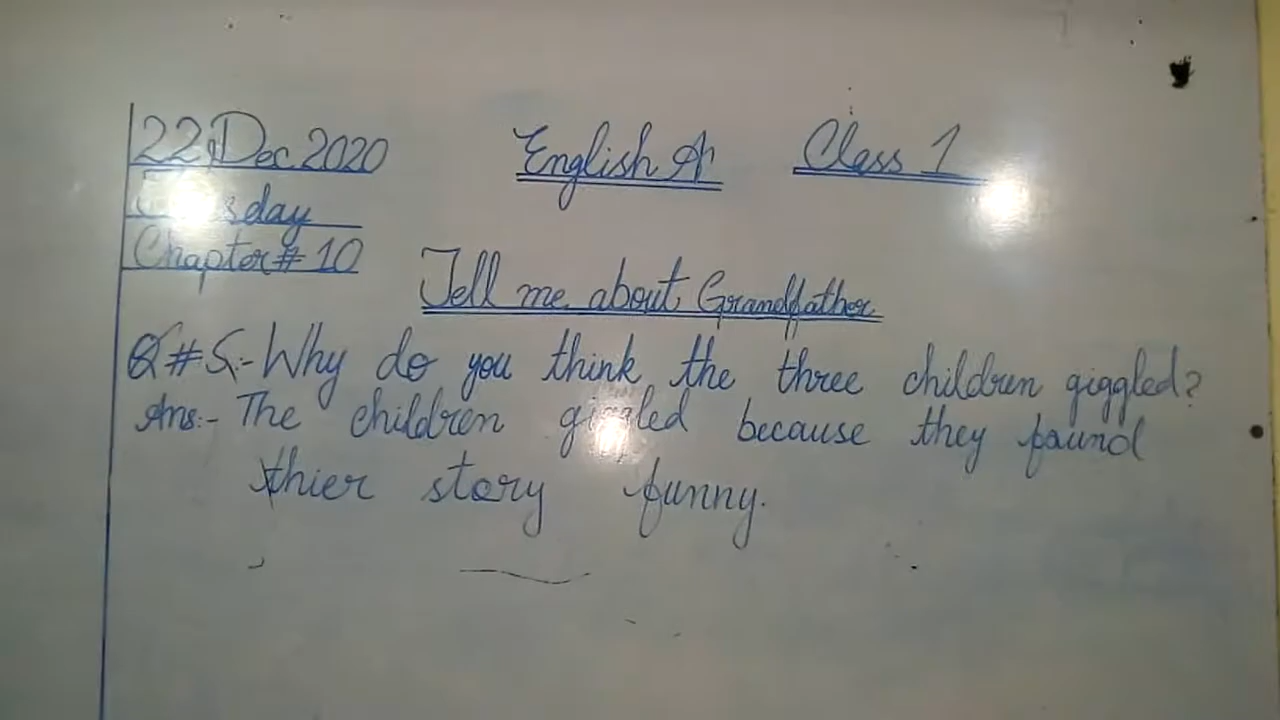 22, Dec 2020 English A Class 1
Tuesday
Chapter # 10
Tell me about Grandfather
Q # 5:- Why do you think the three children giggled?
Ans:- The children giggled because they found
thier story funny.